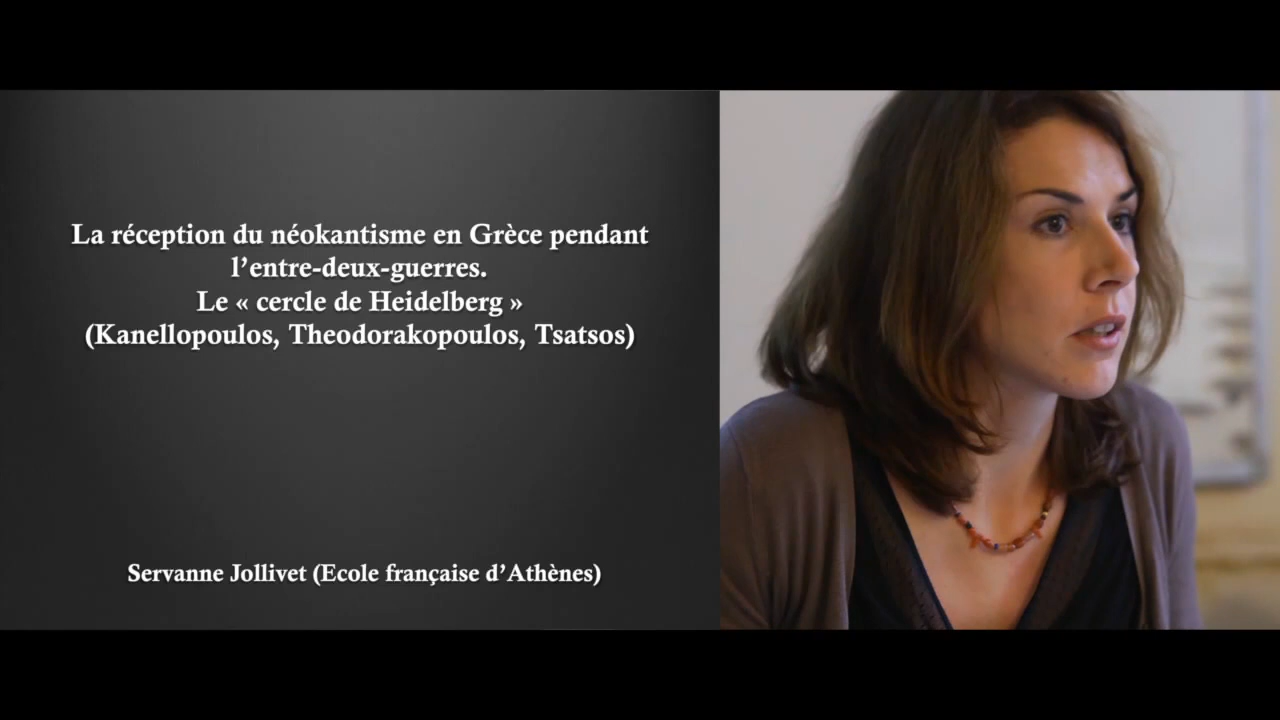 La réception du néokantisme en Grèce pendant
l’entre-deux-guerres.
Le « cercle de Heidelberg »
(Kanellopoulos, Theodorakopoulos, Tsatsos)
Servanne Jollivet (Ecole française d’Athènes)